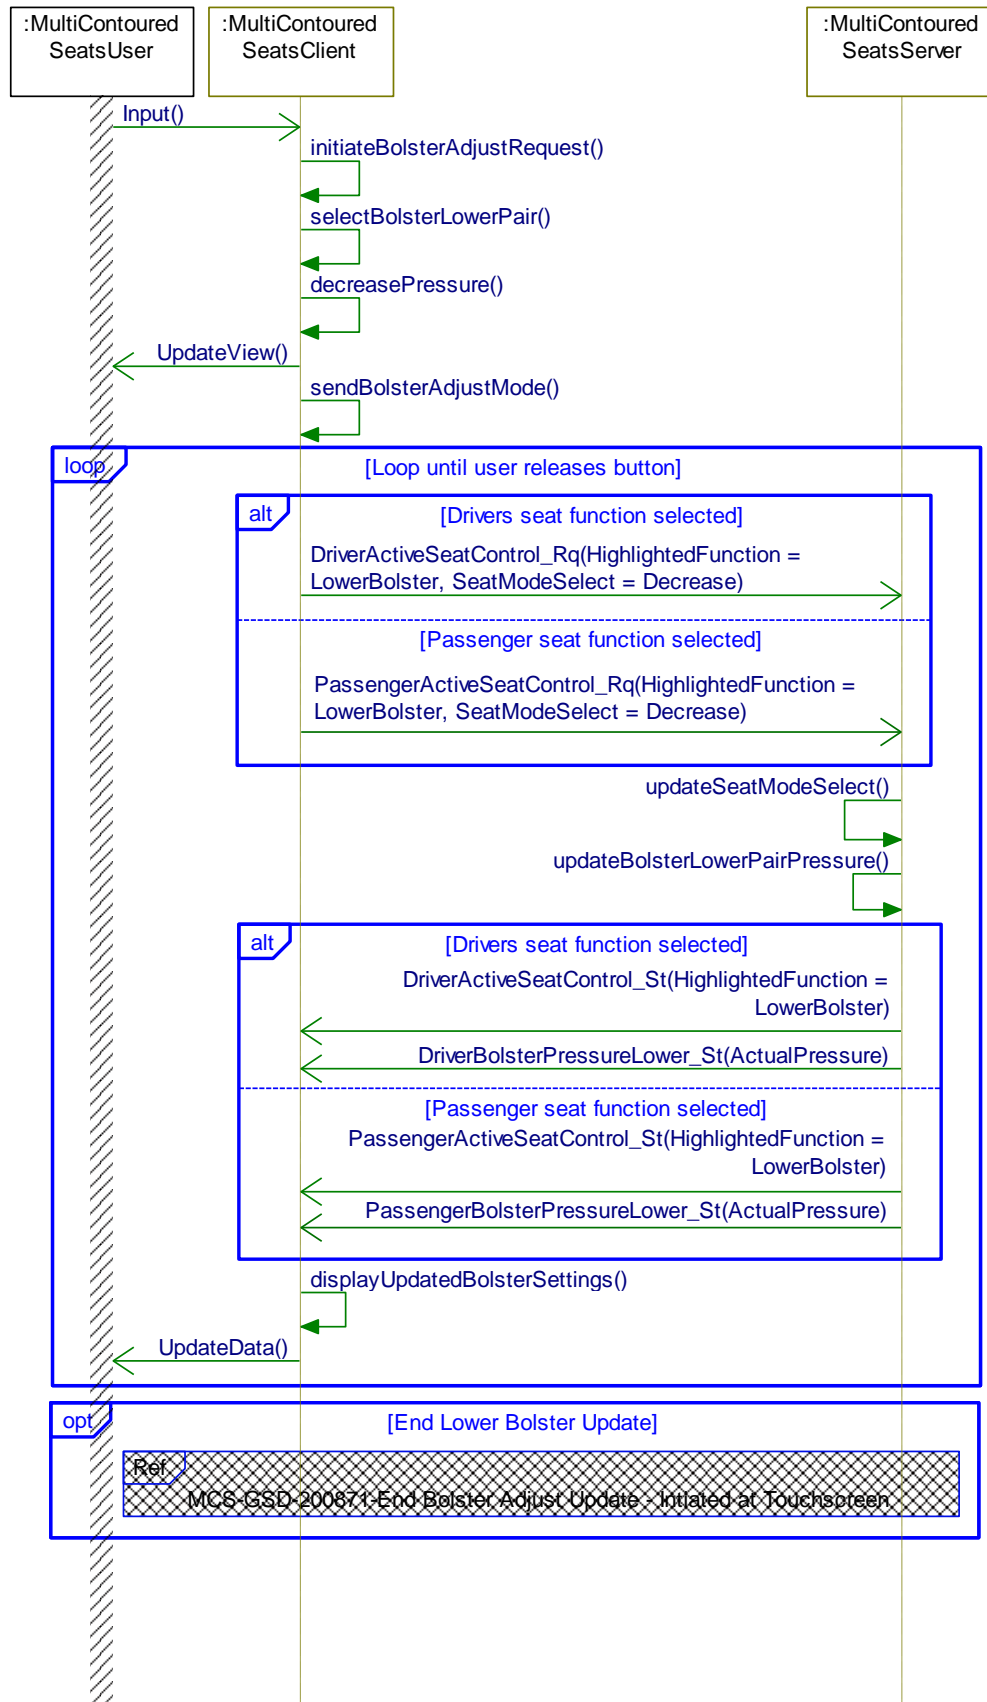 :MultiContoured
SeatsUser
:MultiContoured
SeatsClient
:MultiContoured
SeatsServer
Input()
initiateBolsterAdjustRequest()
selectBolsterLowerPair()
decreasePressure()
UpdateView()
sendBolsterAdjustMode()
loop
[Loop until user releases button]
alt
[Drivers seat function selected]
DriverActiveSeatControl_Rq(HighlightedFunction =
LowerBolster, SeatModeSelect = Decrease)
[Passenger seat function selected]
PassengerActiveSeatControl_Rq(HighlightedFunction =
LowerBolster, SeatModeSelect = Decrease)
updateSeatModeSelect()
updateBolsterLowerPairPressure()
alt
[Drivers seat function selected]
DriverActiveSeatControl_St(HighlightedFunction =
LowerBolster)
DriverBolsterPressureLower_St(ActualPressure)
[Passenger seat function selected]
PassengerActiveSeatControl_St(HighlightedFunction =
LowerBolster)
PassengerBolsterPressureLower_St(ActualPressure)
displayUpdatedBolsterSettings()
UpdateData()
opt
[End Lower Bolster Update]
Ref
MCS-GSD-200871-End Bolster Adjust Update - Intiated at Touchscreen